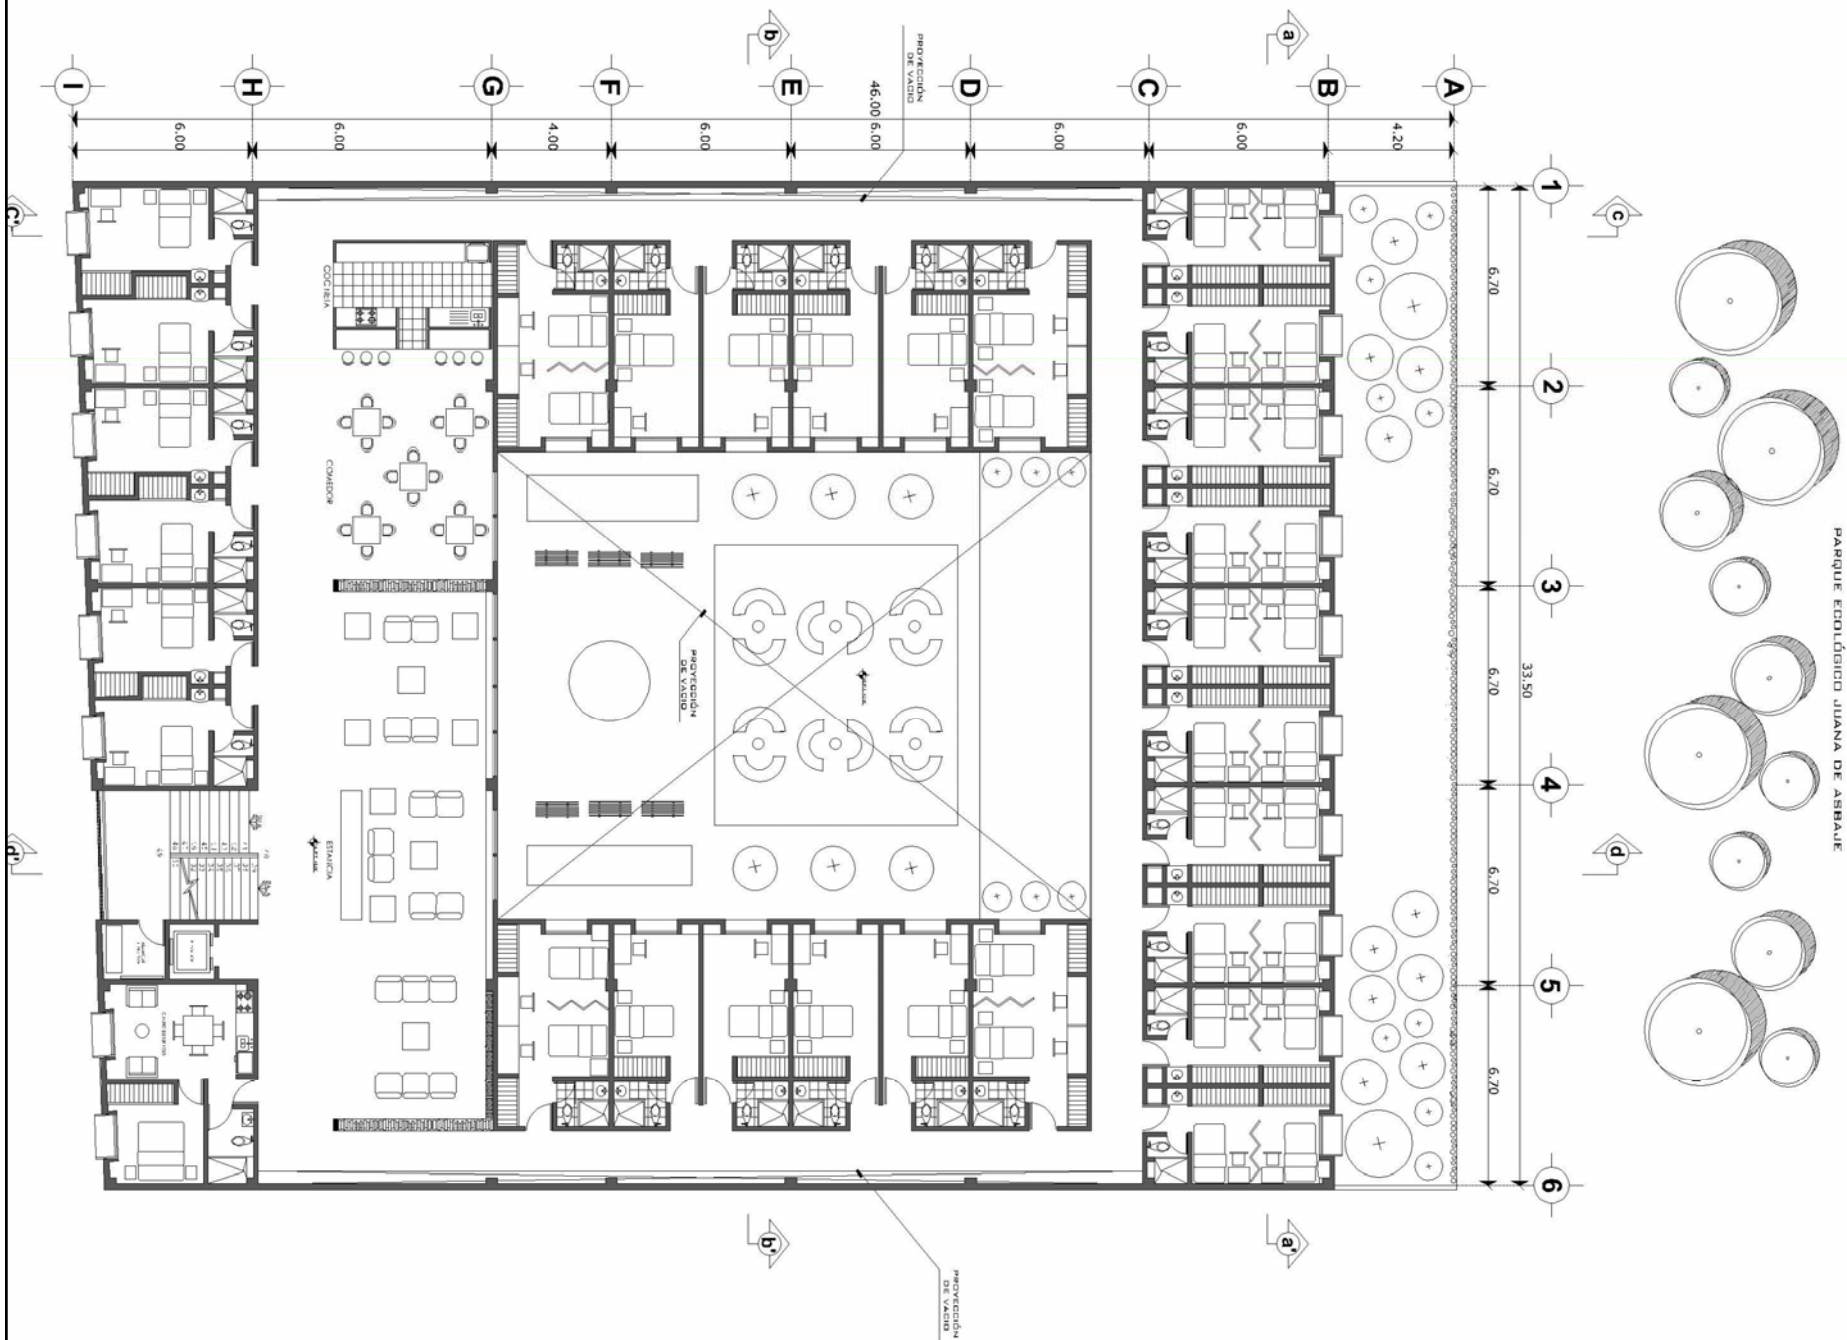 b
a
PROYECCIÓN
DE VACIO
I
H
G
F
E
D
C
B
A
46.00
6.00
6.00
4.00
6.00
6.00
6.00
6.00
4.20
1
2
3
4
5
6
6.70
6.70
6.70
6.70
6.70
33.50
c
d
c'
d'
PARQUE ECOLÓGICO JUANA DE ASBAJE
COCINETA
COMEDOR
PROYECCIÓN
DE VACIO
ESTANCIA
b'
a'
PROYECCIÓN
DE VACIO